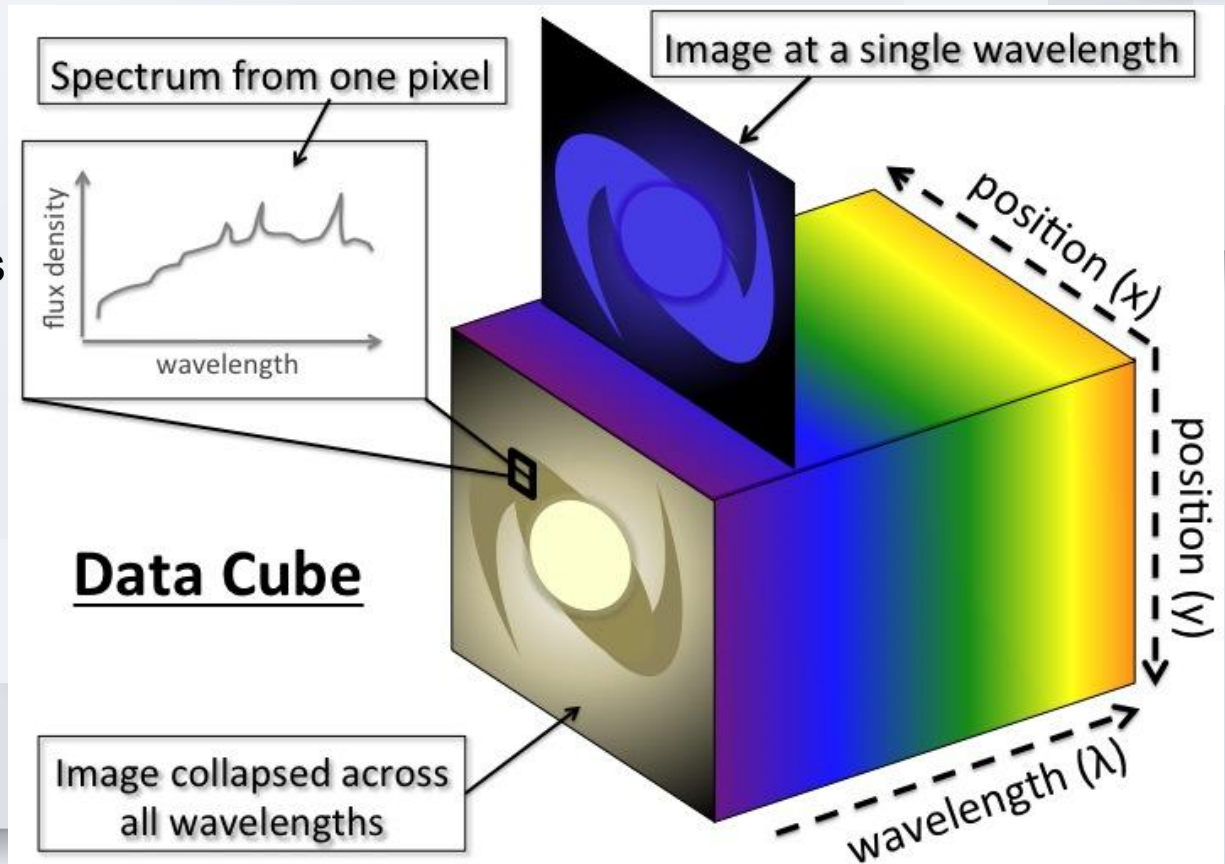 Spectrum from one pixel
Image at a single wavelength
flux density
wavelength
s
position (x)
position (y)
wavelength (λ)
Data Cube
Image collapsed across
all wavelengths